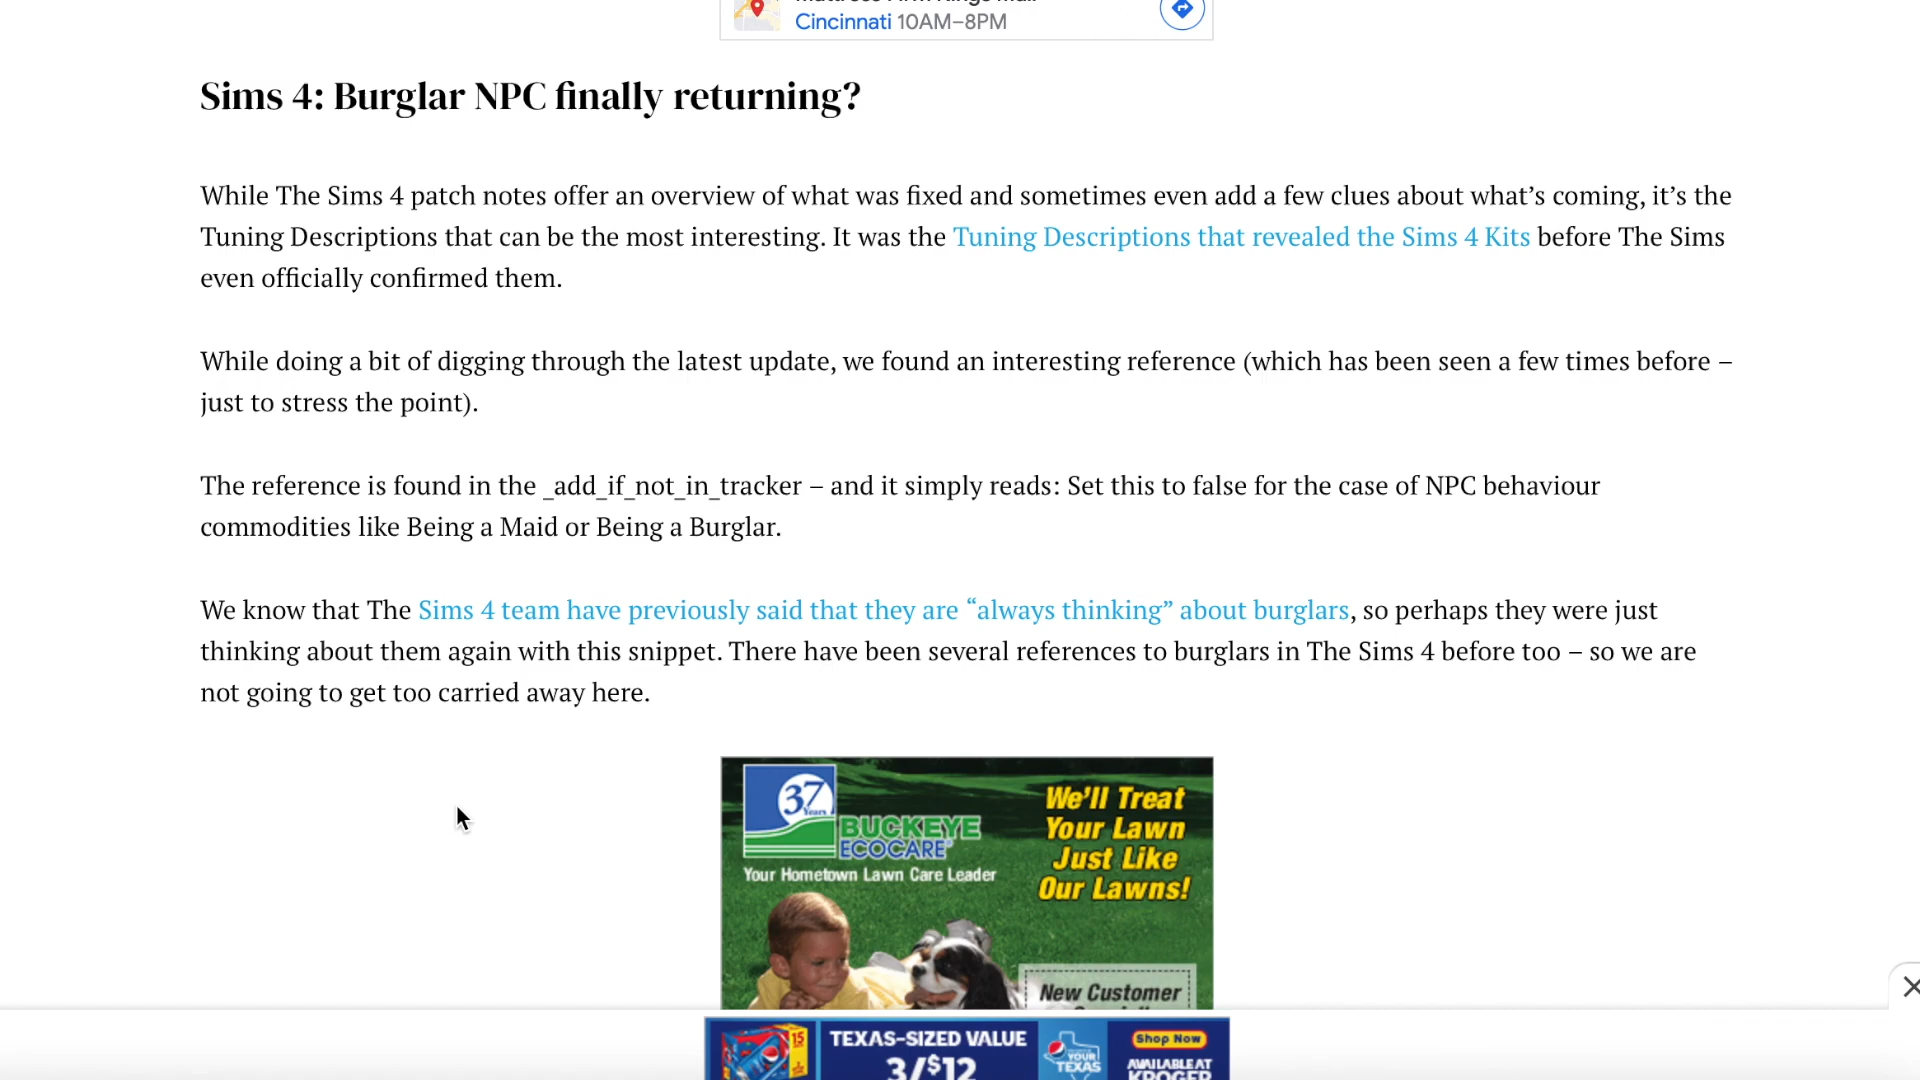 Cincinnati 10AM–8PM
Sims 4: Burglar NPC finally returning?
While The Sims 4 patch notes offer an overview of what was fixed and sometimes even add a few clues about what’s coming, it’s the
Tuning Descriptions that can be the most interesting. It was the Tuning Descriptions that revealed the Sims 4 Kits before The Sims
even officially confirmed them.
While doing a bit of digging through the latest update, we found an interesting reference (which has been seen a few times before –
just to stress the point).
The reference is found in the _add_if_not_in_tracker – and it simply reads: Set this to false for the case of NPC behaviour
commodities like Being a Maid or Being a Burglar.
We know that The Sims 4 team have previously said that they are “always thinking” about burglars, so perhaps they were just
thinking about them again with this snippet. There have been several references to burglars in The Sims 4 before too – so we are
not going to get too carried away here.
37
Years
BUCKEYE
ECOCARE
Your Hometown Lawn Care Leader
We'll Treat
Your Lawn
Just Like
Our Lawns!
New Customer
15
TEXAS-SIZED VALUE
3/$12
YOUR
TEXAS
Shop Now
AVAILABLE AT
KROGER